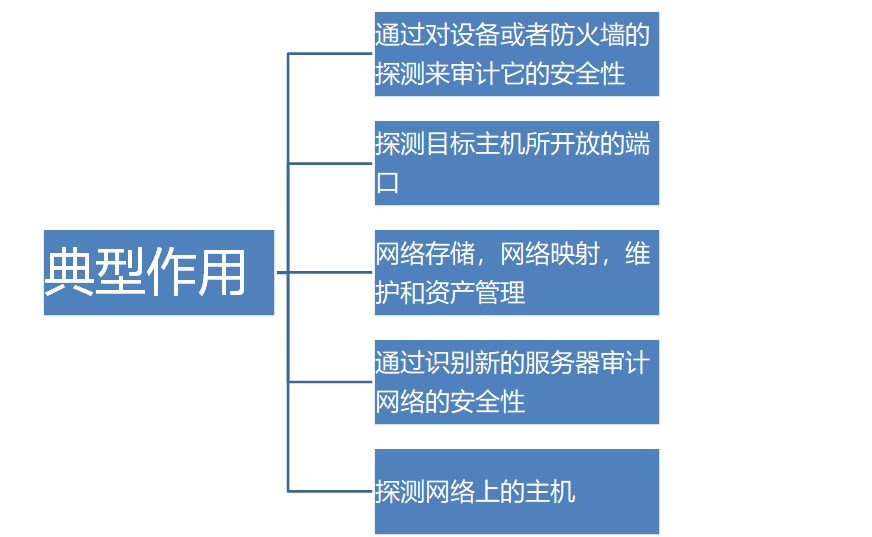 典型作用
通过对设备或者防火墙的
探测来审计它的安全性
探测目标主机所开放的端
口
网络存储，网络映射，维
护和资产管理
通过识别新的服务器审计
网络的安全性
探测网络上的主机